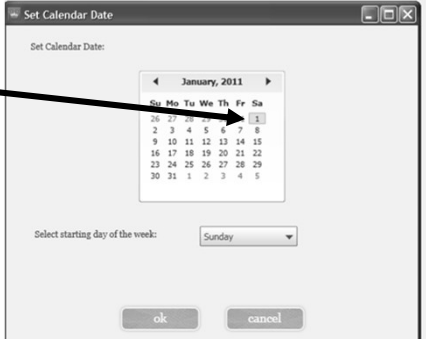 Set Calendar Date
Set Calendar Date:
January, 2011
Su Mo Tu We Th Fr Sa
26 27 28 29 1
2 3 4 5 6 7 8
9 10 11 12 13 14 15
16 17 18 19 20 21 22
23 24 25 26 27 28 29
30 31 1 2 3 4 5
Select starting day of the week:
Sunday
ok
cancel